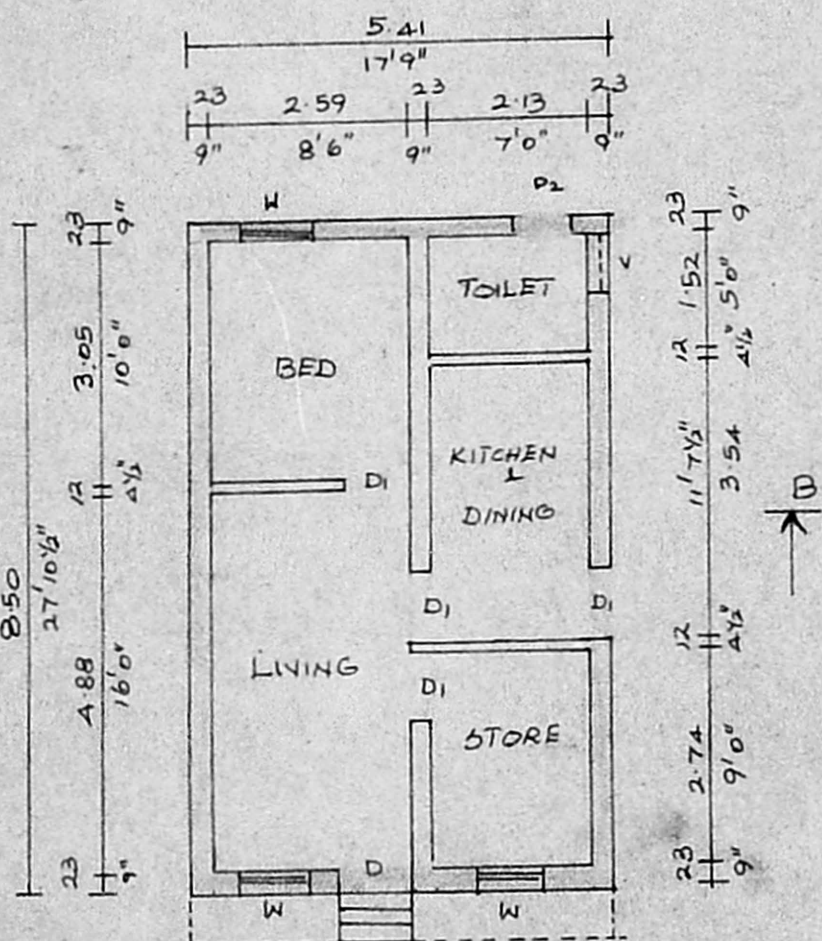 5.41
17'9"
23 2.59 23 2.13 23
9" 8'6" 9" 7'0" 9"
W D2
23 9"
3.05 10'0"
12 4½"
4.88 16'0"
23 9"
8.50
27'10½"
BED
TOILET
V
KITCHEN
&
DINING
D1
D1
D1
LIVING
D1
STORE
D
W
W
23 9"
1.52 5'0"
12 4½"
11'7½" 3.54
12 4½"
2.74 9'0"
23 9"
B